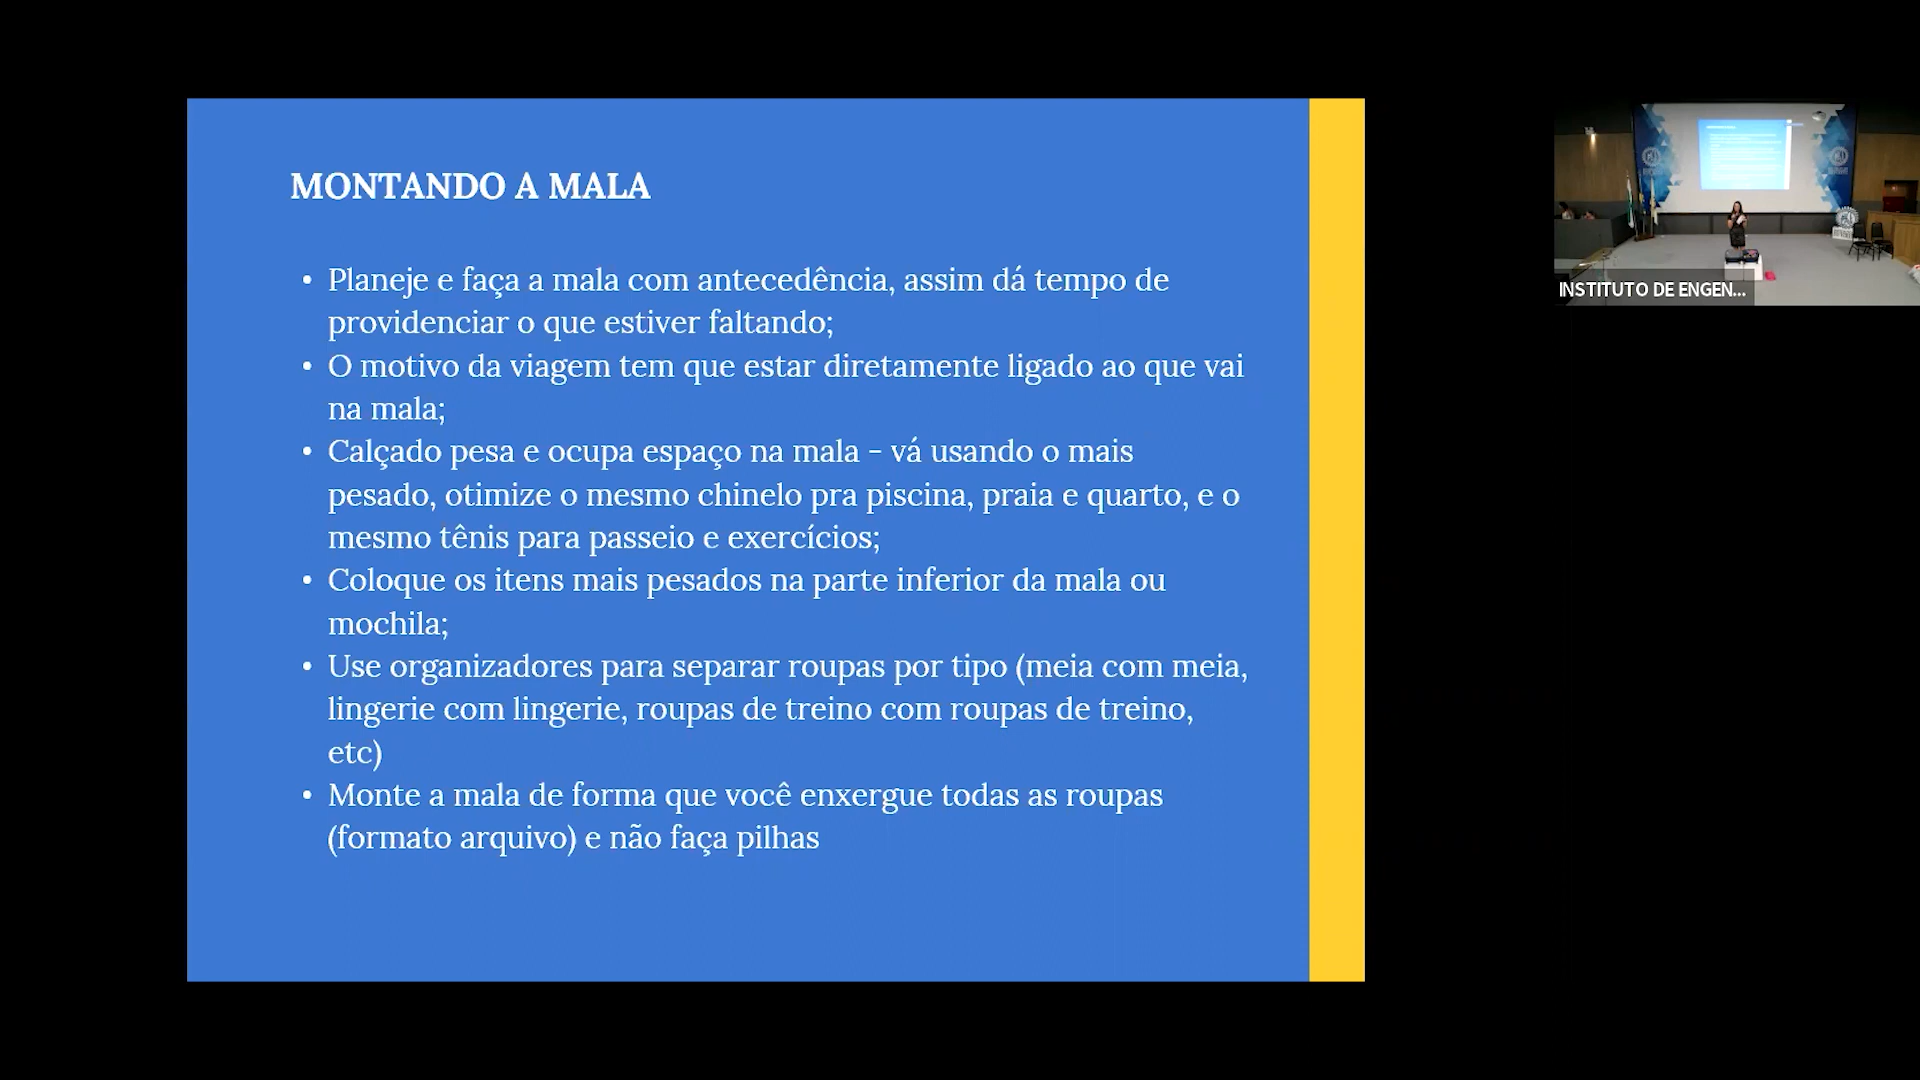 MONTANDO A MALA
• Planeje e faça a mala com antecedência, assim dá tempo de
providenciar o que estiver faltando;
• O motivo da viagem tem que estar diretamente ligado ao que vai
na mala;
• Calçado pesa e ocupa espaço na mala - vá usando o mais
pesado, otimize o mesmo chinelo pra piscina, praia e quarto, e o
mesmo tênis para passeio e exercícios;
• Coloque os itens mais pesados na parte inferior da mala ou
mochila;
• Use organizadores para separar roupas por tipo (meia com meia,
lingerie com lingerie, roupas de treino com roupas de treino,
etc)
• Monte a mala de forma que você enxergue todas as roupas
(formato arquivo) e não faça pilhas
INSTITUTO DE ENGEN...